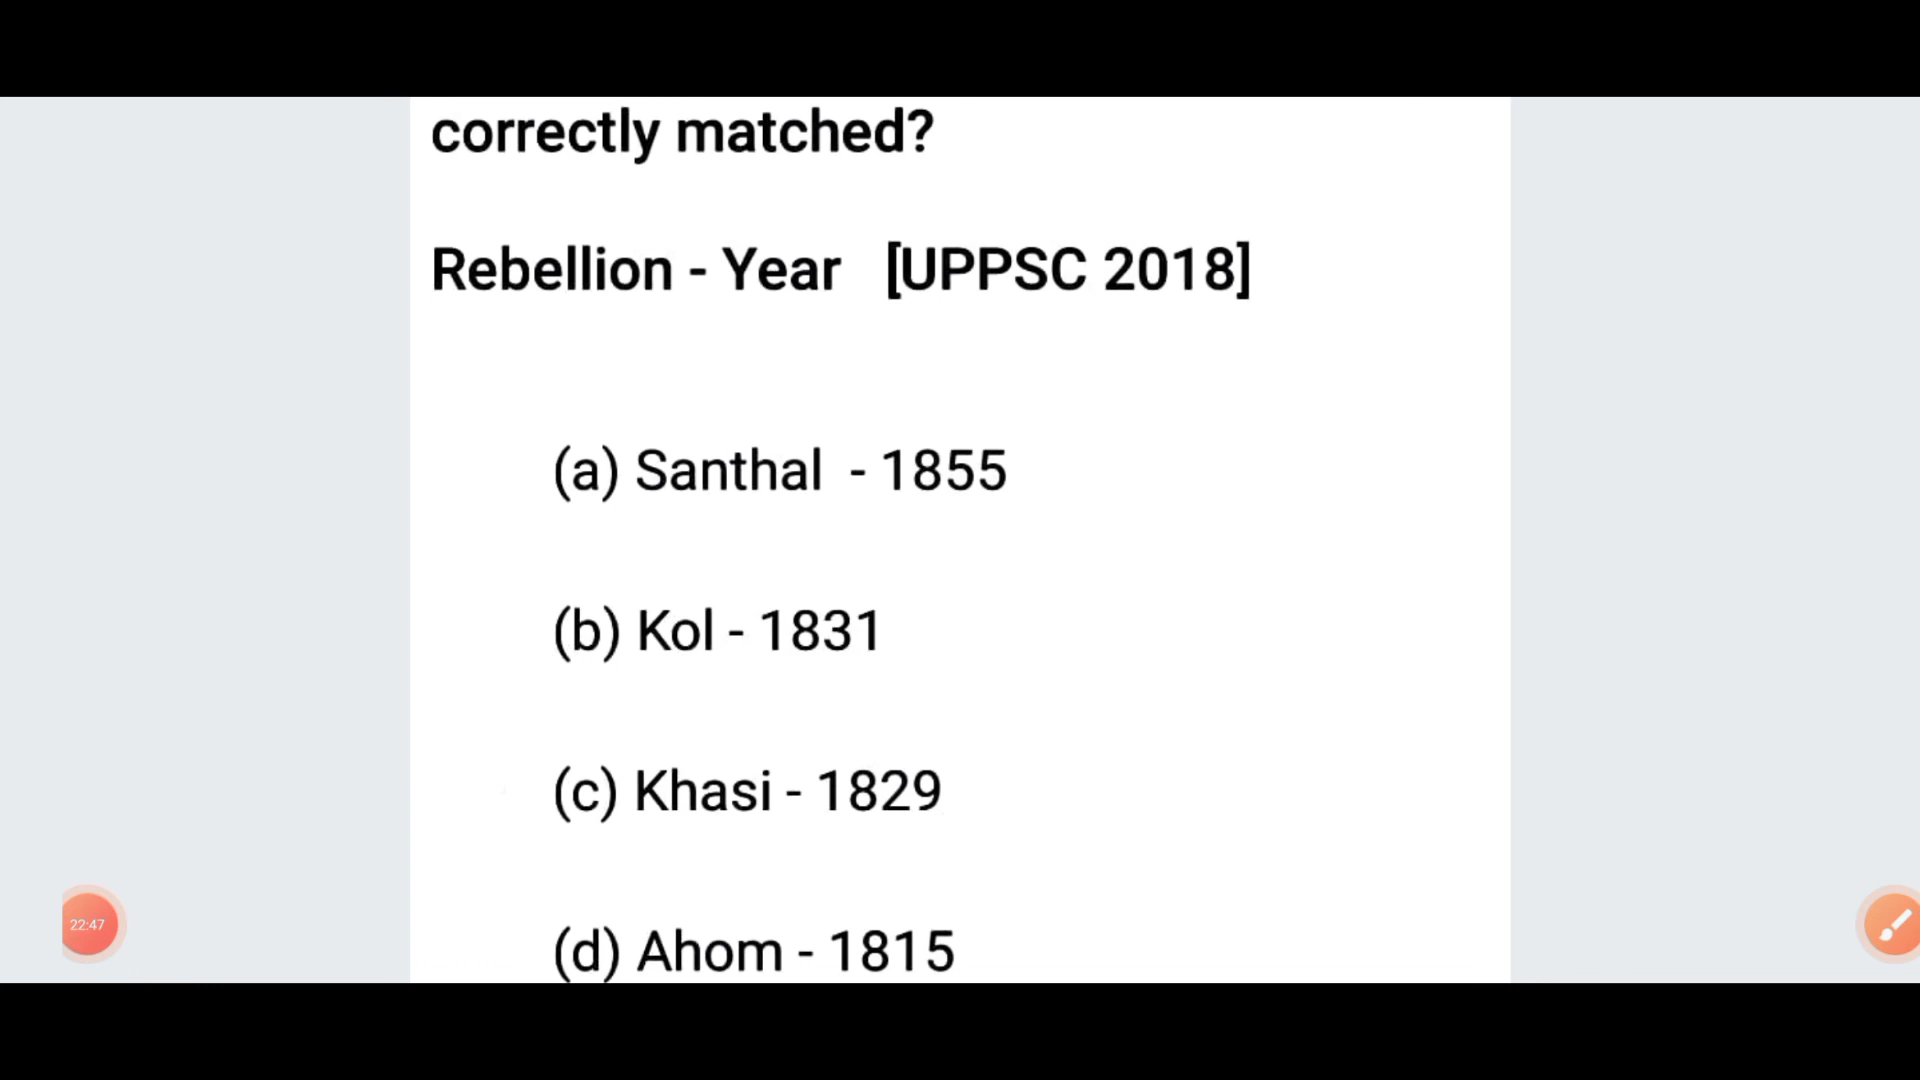 correctly matched?
Rebellion - Year [UPPSC 2018]
(a) Santhal - 1855
(b) Kol - 1831
(c) Khasi - 1829
(d) Ahom - 1815
22:47